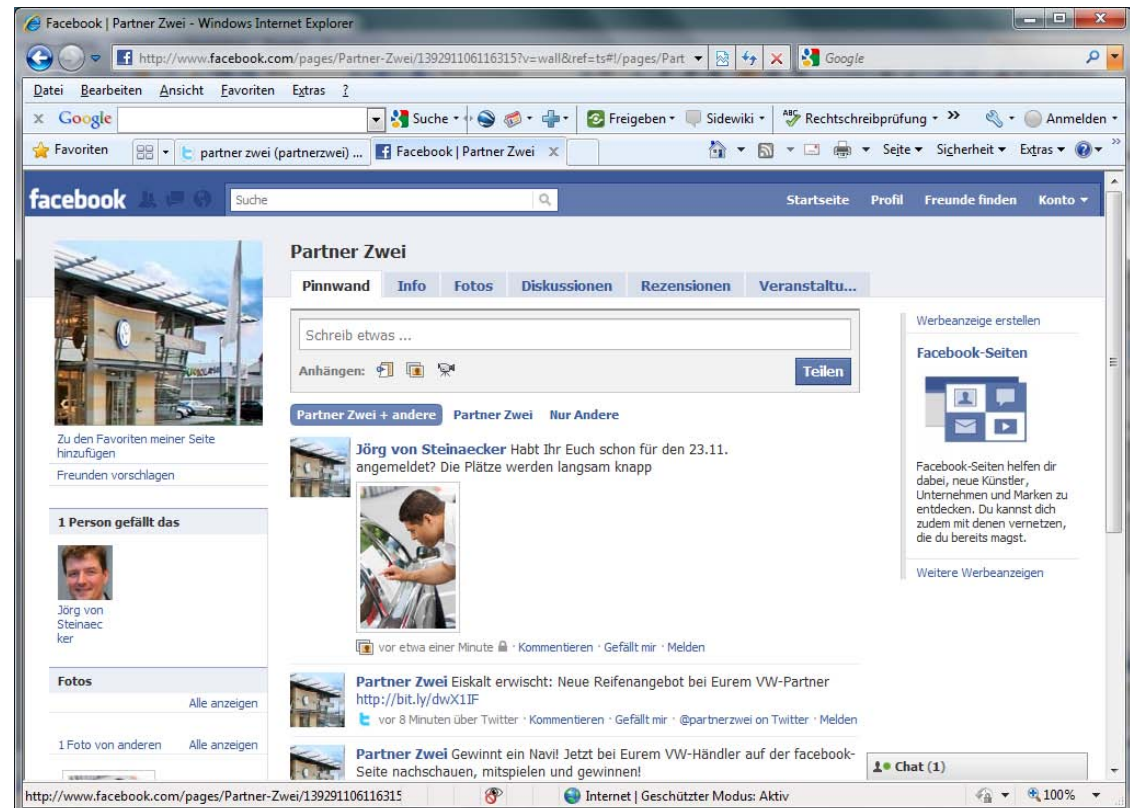 Facebook | Partner Zwei - Windows Internet Explorer
http://www.facebook.com/pages/Partner-Zwei/139291106116315?v=wall&ref=ts#!/pages/Part
Google
Datei Bearbeiten Ansicht Favoriten Extras ?
x Google Suche Freigeben Sidewiki ABC Rechtschreibprüfung >> Anmelden
Favoriten partner zwei (partnerzwei) ... Facebook | Partner Zwei x Seite Sicherheit Extras >>
facebook Suche Startseite Profil Freunde finden Konto
Partner Zwei
Pinnwand Info Fotos Diskussionen Rezensionen Veranstaltu...
Schreib etwas ...
Anhängen: Teilen
Partner Zwei + andere Partner Zwei Nur Andere
Jörg von Steinaecker Habt Ihr Euch schon für den 23.11.
angemeldet? Die Plätze werden langsam knapp
vor etwa einer Minute · Kommentieren · Gefällt mir · Melden
Partner Zwei Eiskalt erwischt: Neue Reifenangebot bei Eurem VW-Partner
http://bit.ly/dwX1IF
vor 8 Minuten über Twitter · Kommentieren · Gefällt mir · @partnerzwei on Twitter · Melden
Partner Zwei Gewinnt ein Navi! Jetzt bei Eurem VW-Händler auf der facebook-
Seite nachschauen, mitspielen und gewinnen!
Zu den Favoriten meiner Seite
hinzufügen
Freunden vorschlagen
1 Person gefällt das
Jörg von
Steinaec
ker
Fotos
Alle anzeigen
1 Foto von anderen Alle anzeigen
Werbeanzeige erstellen
Facebook-Seiten
Facebook-Seiten helfen dir
dabei, neue Künstler,
Unternehmen und Marken zu
entdecken. Du kannst dich
zudem mit denen vernetzen,
die du bereits magst.
Weitere Werbeanzeigen
Chat (1)
http://www.facebook.com/pages/Partner-Zwei/139291106116315 Internet | Geschützter Modus: Aktiv 100%